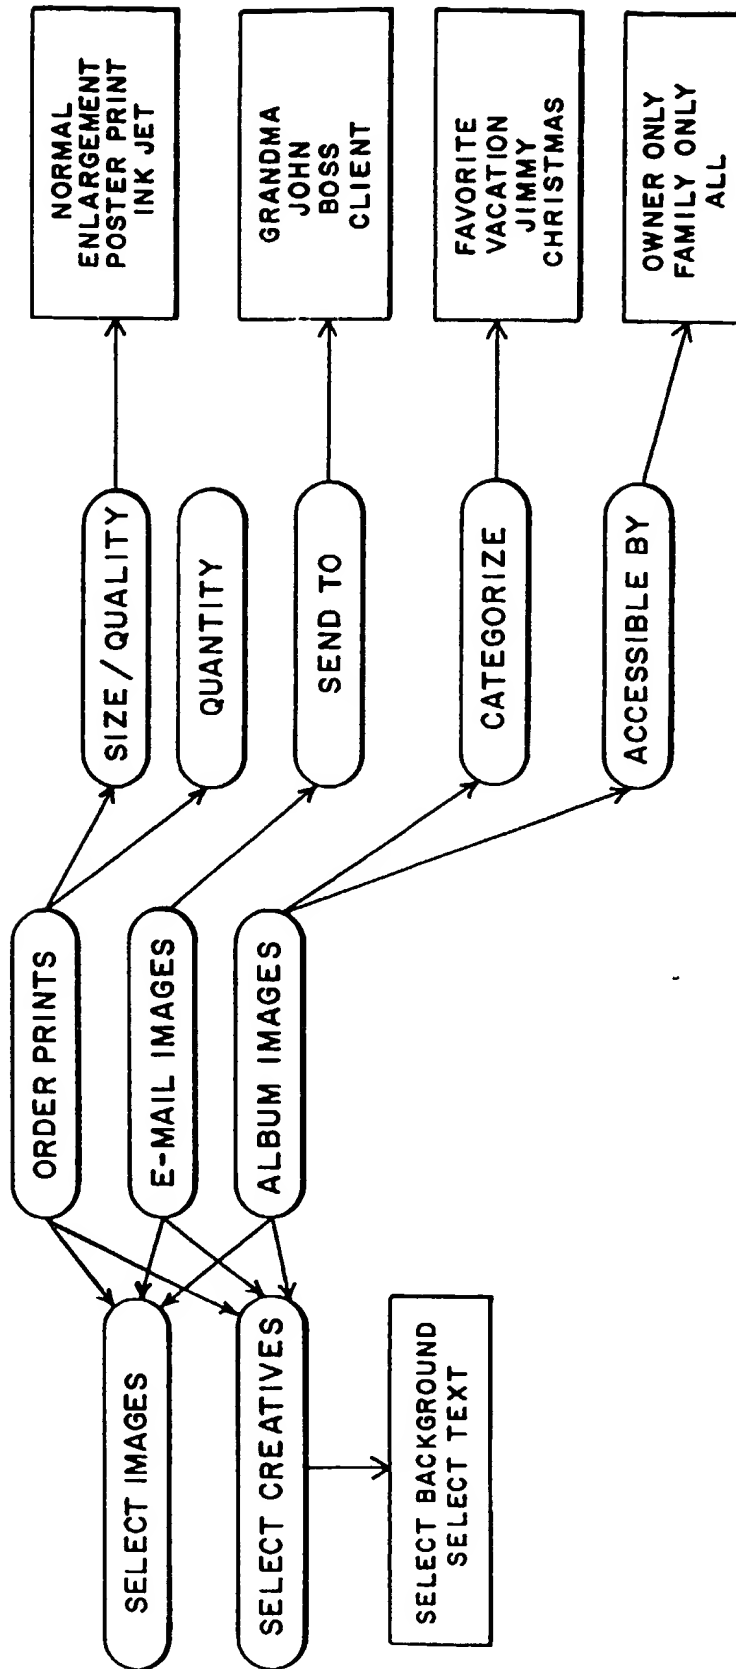 SELECT IMAGES
SELECT CREATIVES
SELECT BACKGROUND
SELECT TEXT
ORDER PRINTS
E-MAIL IMAGES
ALBUM IMAGES
SIZE/QUALITY
QUANTITY
SEND TO
CATEGORIZE
ACCESSIBLE BY
NORMAL
ENLARGEMENT
POSTER PRINT
INK JET
GRANDMA
JOHN
BOSS
CLIENT
FAVORITE
VACATION
JIMMY
CHRISTMAS
OWNER ONLY
FAMILY ONLY
ALL